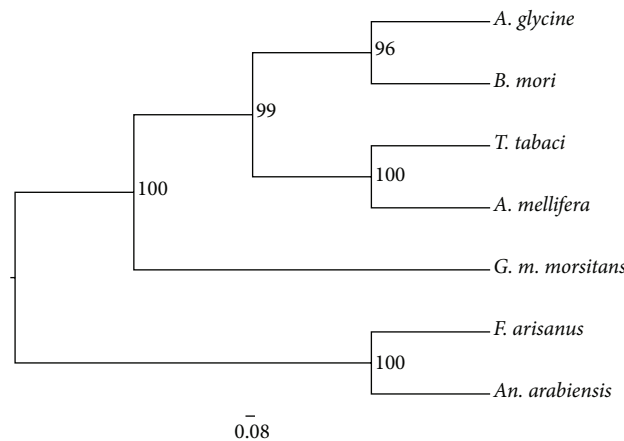 A. glycine
96
B. mori
99
T. tabaci
100
A. mellifera
100
G. m. morsitans
F. arisanus
100
An. arabiensis
0.08